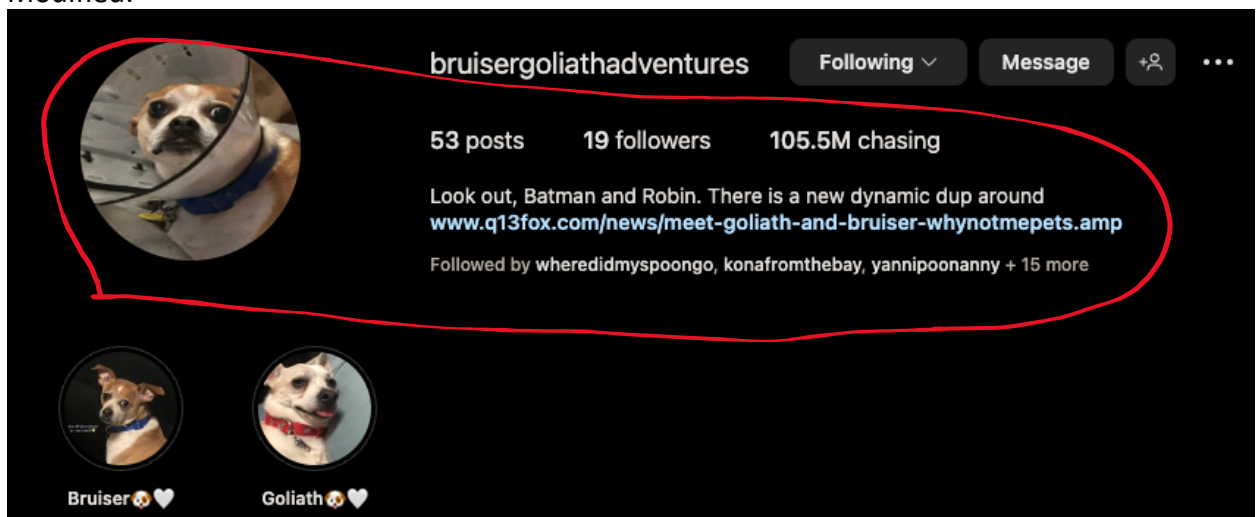 bruisergoliathadventures Following Message
53 posts 19 followers 105.5M chasing
Look out, Batman and Robin. There is a new dynamic dup around
www.q13fox.com/news/meet-goliath-and-bruiser-whynotmepets.amp
Followed by wheredidmyspoongo, konafromthebay, yannipoonanny + 15 more
Bruiser🐶🤍 Goliath🐶🤍